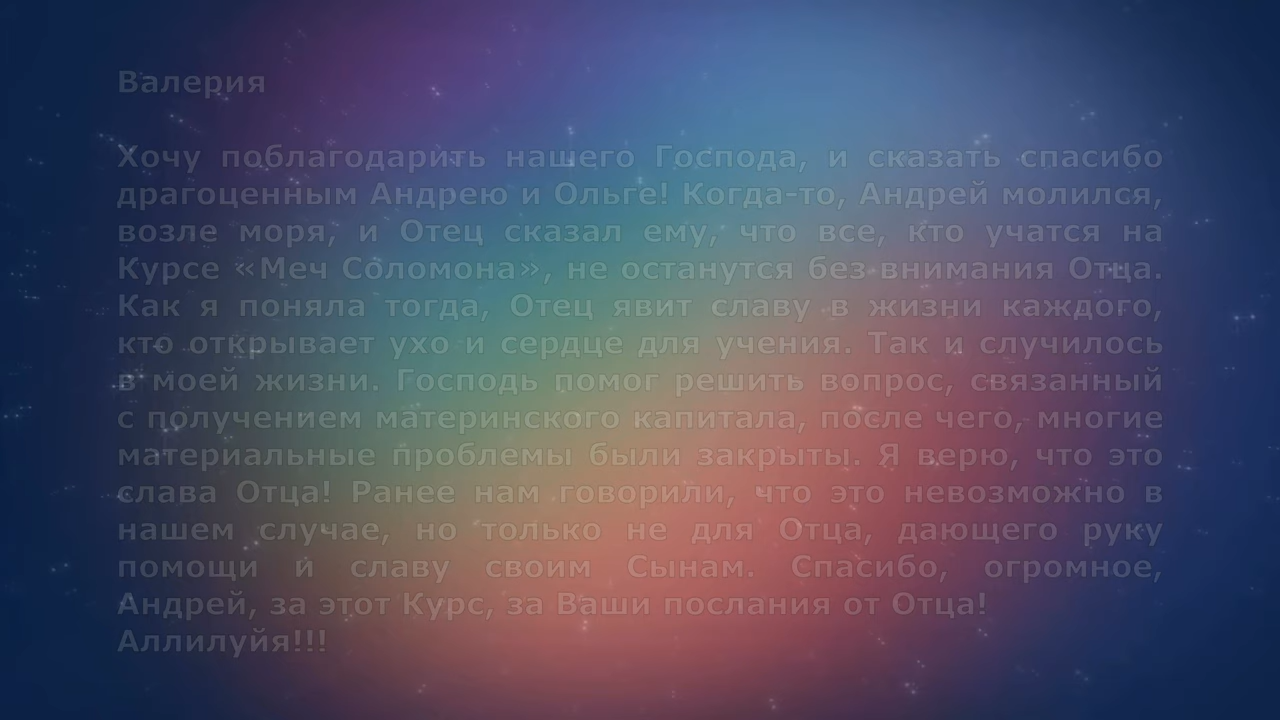 Валерия
Хочу поблагодарить нашего Господа, и сказать спасибо
драгоценным Андрею и Ольге! Когда-то, Андрей молился,
возле моря, и Отец сказал ему, что все, кто учатся на
Курсе «Меч Соломона», не останутся без внимания Отца.
Как я поняла тогда, Отец явит славу в жизни каждого,
кто открывает ухо и сердце для учения. Так и случилось
в моей жизни. Господь помог решить вопрос, связанный
с получением материнского капитала, после чего, многие
материальные проблемы были закрыты. Я верю, что это
слава Отца! Ранее нам говорили, что это невозможно в
нашем случае, но только не для Отца, дающего руку
помощи и славу своим Сынам. Спасибо, огромное,
Андрей, за этот Курс, за Ваши послания от Отца!
Аллилуйя!!!